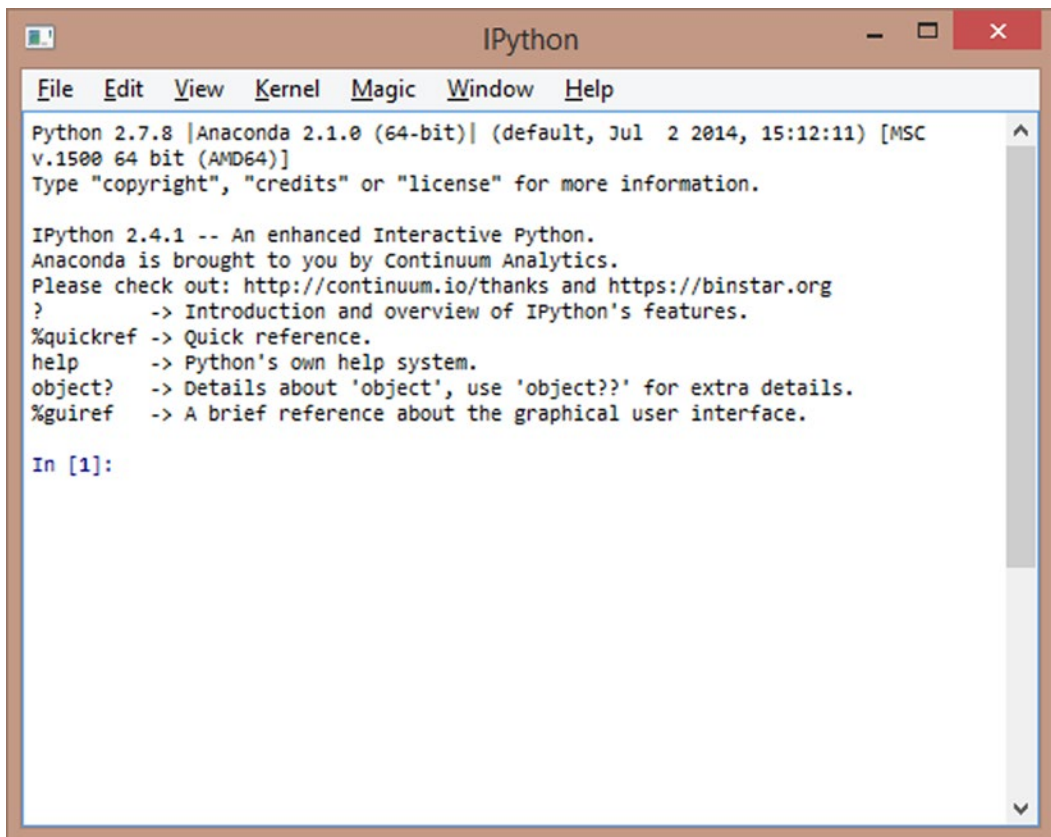 IPython
File Edit View Kernel Magic Window Help
Python 2.7.8 |Anaconda 2.1.0 (64-bit)| (default, Jul  2 2014, 15:12:11) [MSC
v.1500 64 bit (AMD64)]
Type "copyright", "credits" or "license" for more information.

IPython 2.4.1 -- An enhanced Interactive Python.
Anaconda is brought to you by Continuum Analytics.
Please check out: http://continuum.io/thanks and https://binstar.org
?         -> Introduction and overview of IPython's features.
%quickref -> Quick reference.
help      -> Python's own help system.
object?   -> Details about 'object', use 'object??' for extra details.
%guiref   -> A brief reference about the graphical user interface.

In [1]: